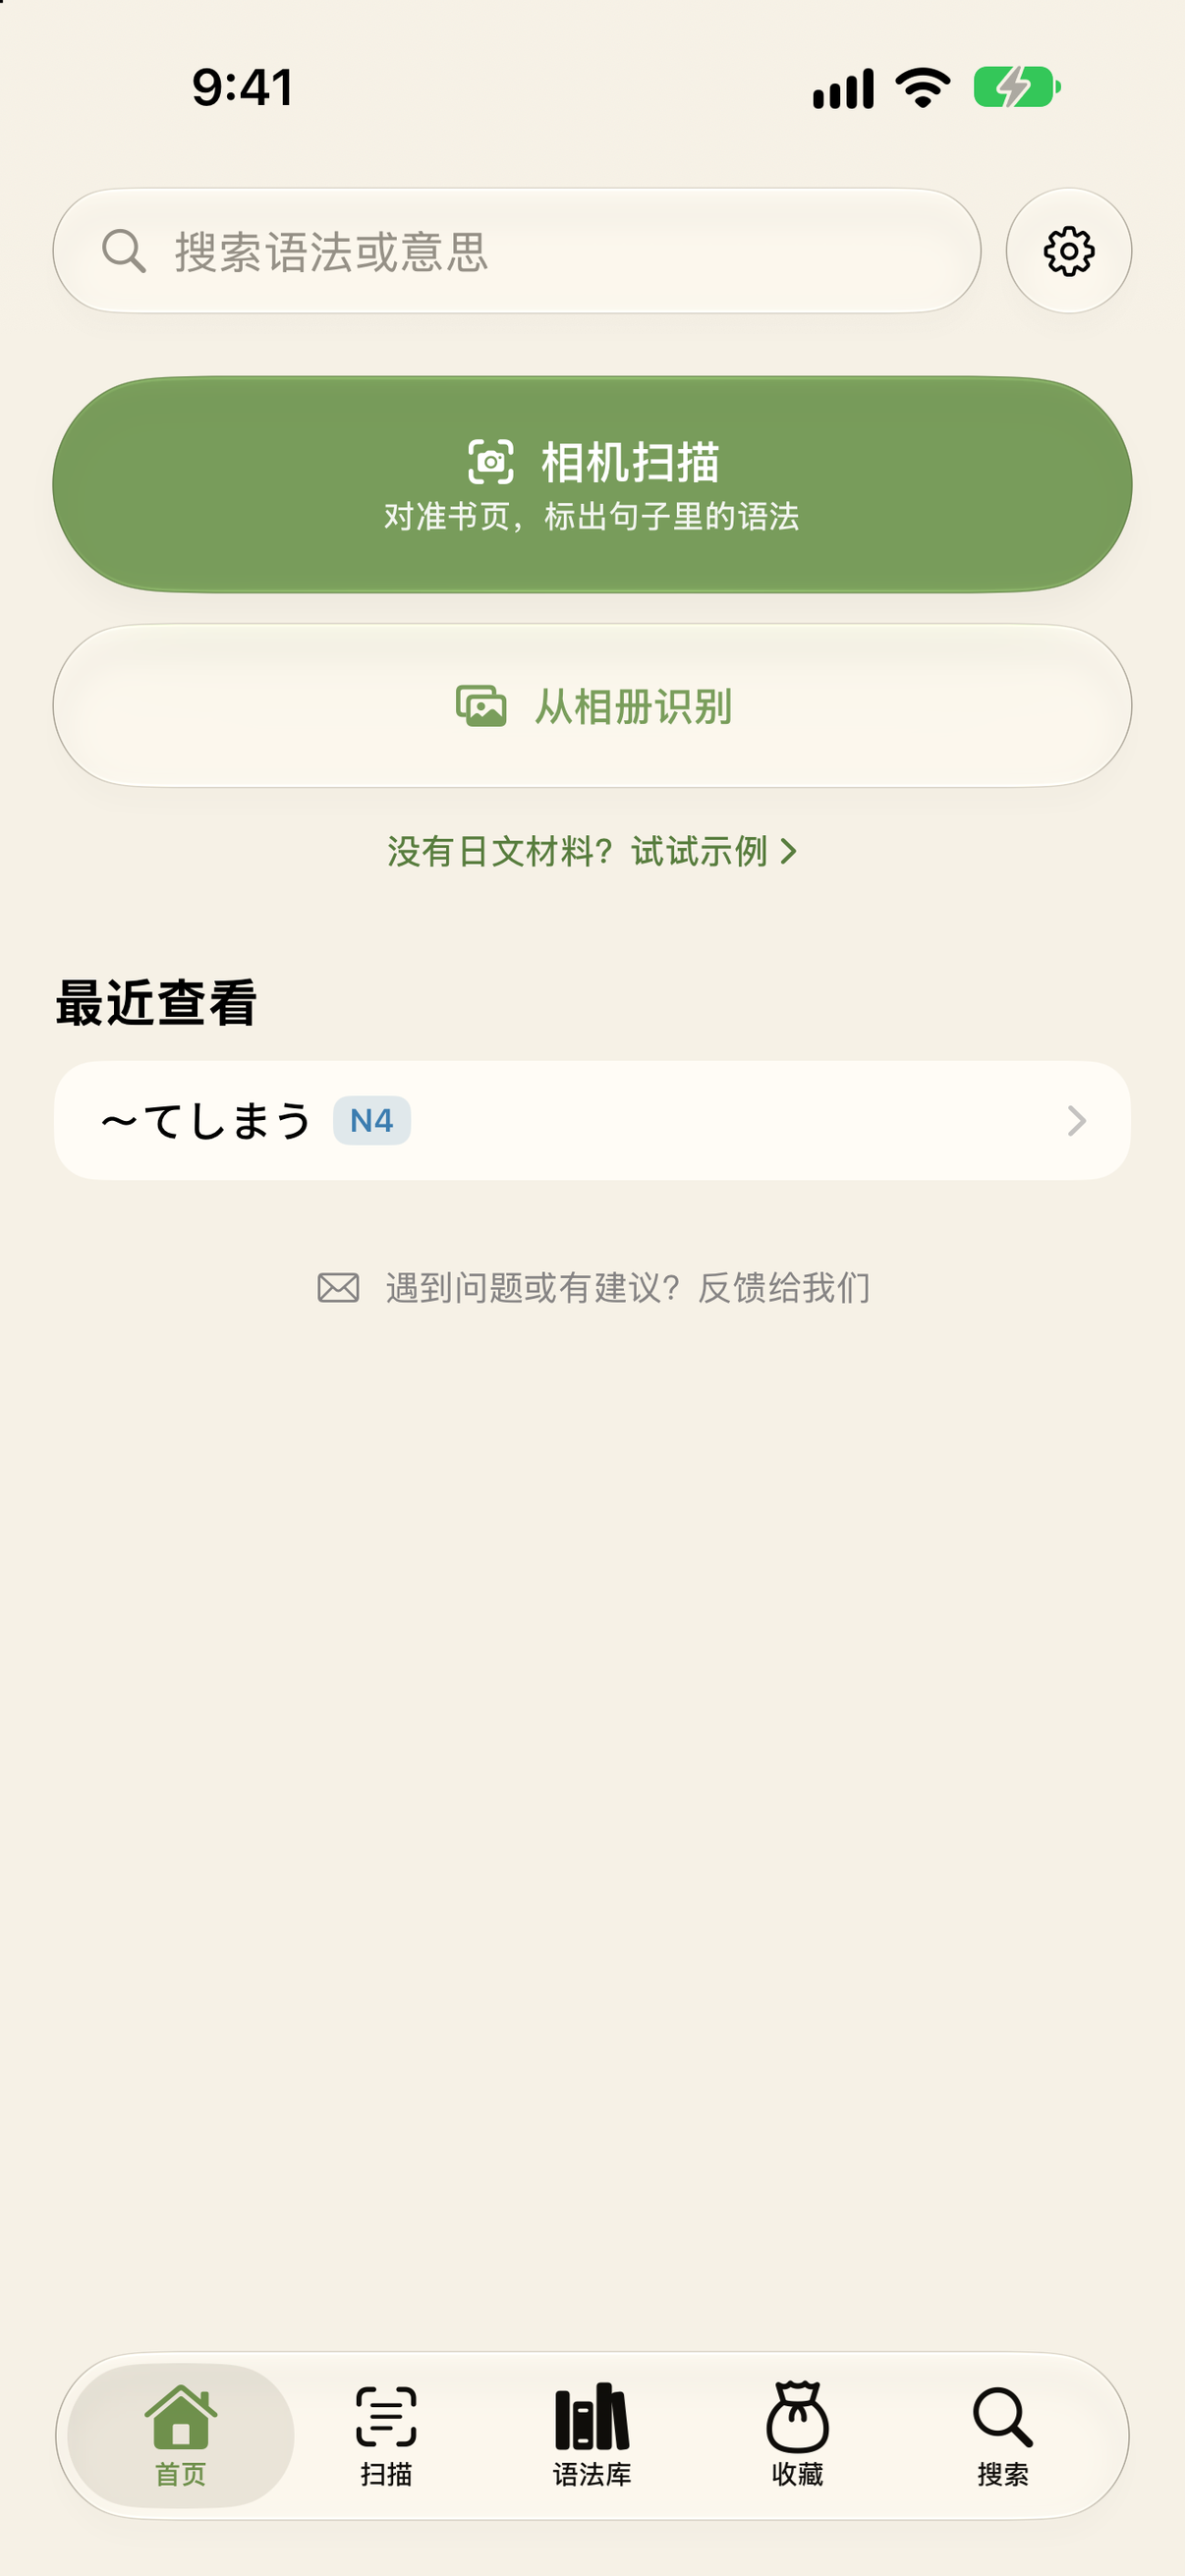 9:41
搜索语法或意思
相机扫描
对准书页，标出句子里的语法
从相册识别
没有日文材料？试试示例
最近查看
～てしまう N4
遇到问题或有建议？反馈给我们
首页 扫描 语法库 收藏 搜索